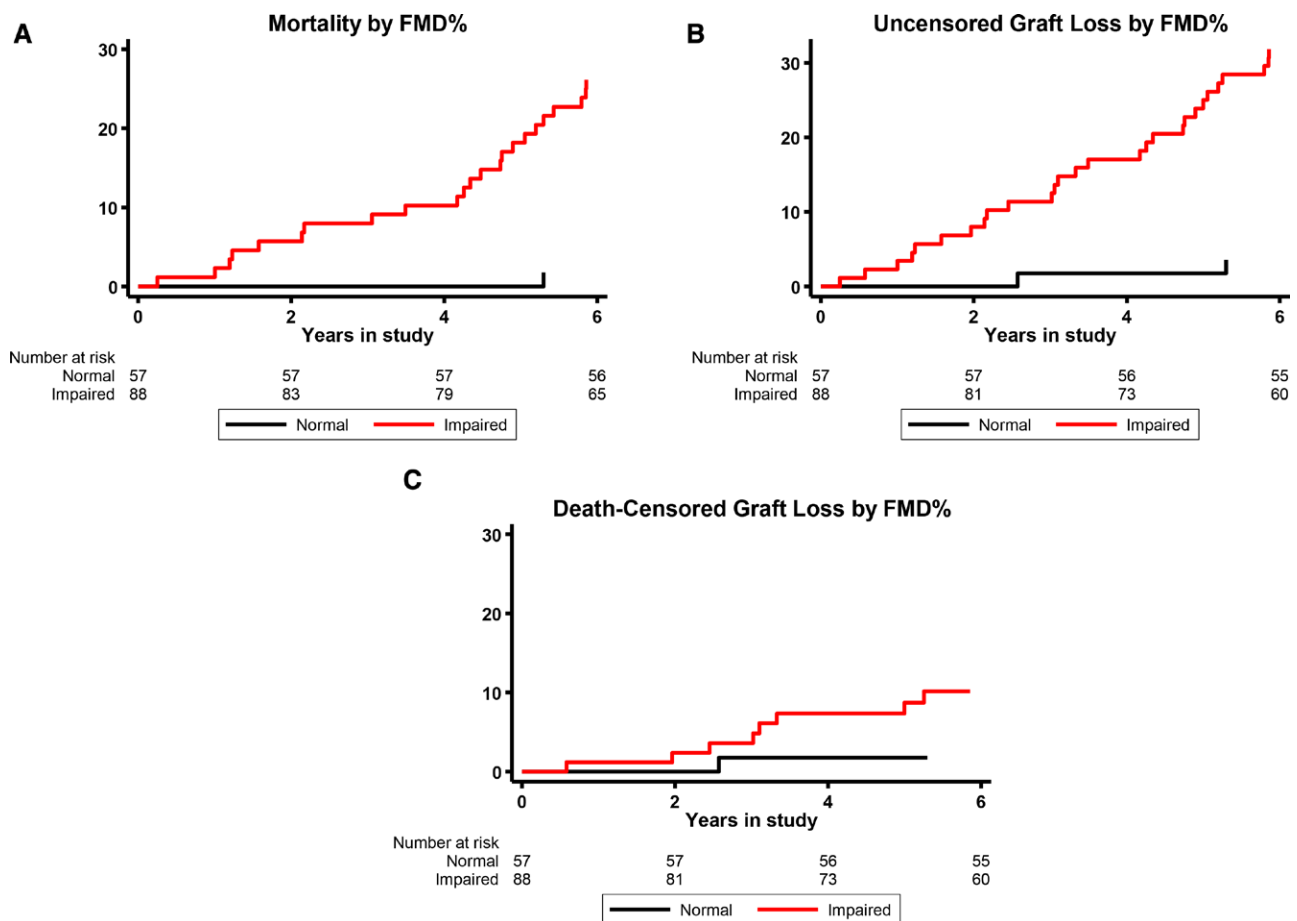 A
Mortality by FMD%
30
20
10
0
0 2 4 6
Years in study
Number at risk
Normal 57 57 57 56
Impaired 88 83 79 65
Normal Impaired
B
Uncensored Graft Loss by FMD%
30
20
10
0
0 2 4 6
Years in study
Number at risk
Normal 57 57 56 55
Impaired 88 81 73 60
Normal Impaired
C
Death-Censored Graft Loss by FMD%
30
20
10
0
0 2 4 6
Years in study
Number at risk
Normal 57 57 56 55
Impaired 88 81 73 60
Normal Impaired